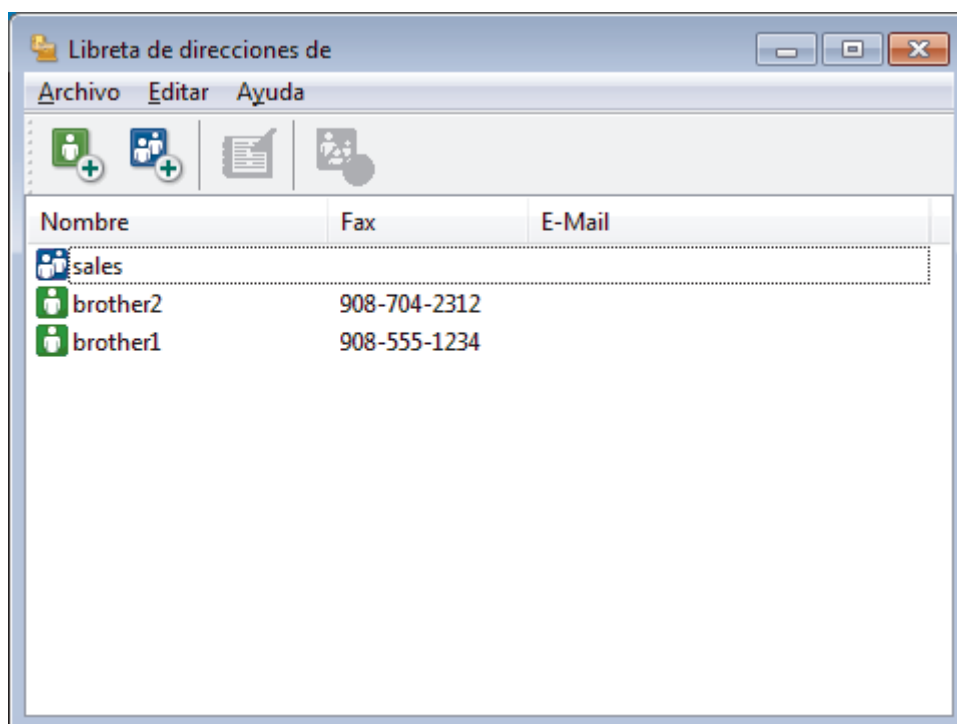 Libreta de direcciones de
Archivo Editar Ayuda
Nombre Fax E-Mail
sales
brother2 908-704-2312
brother1 908-555-1234